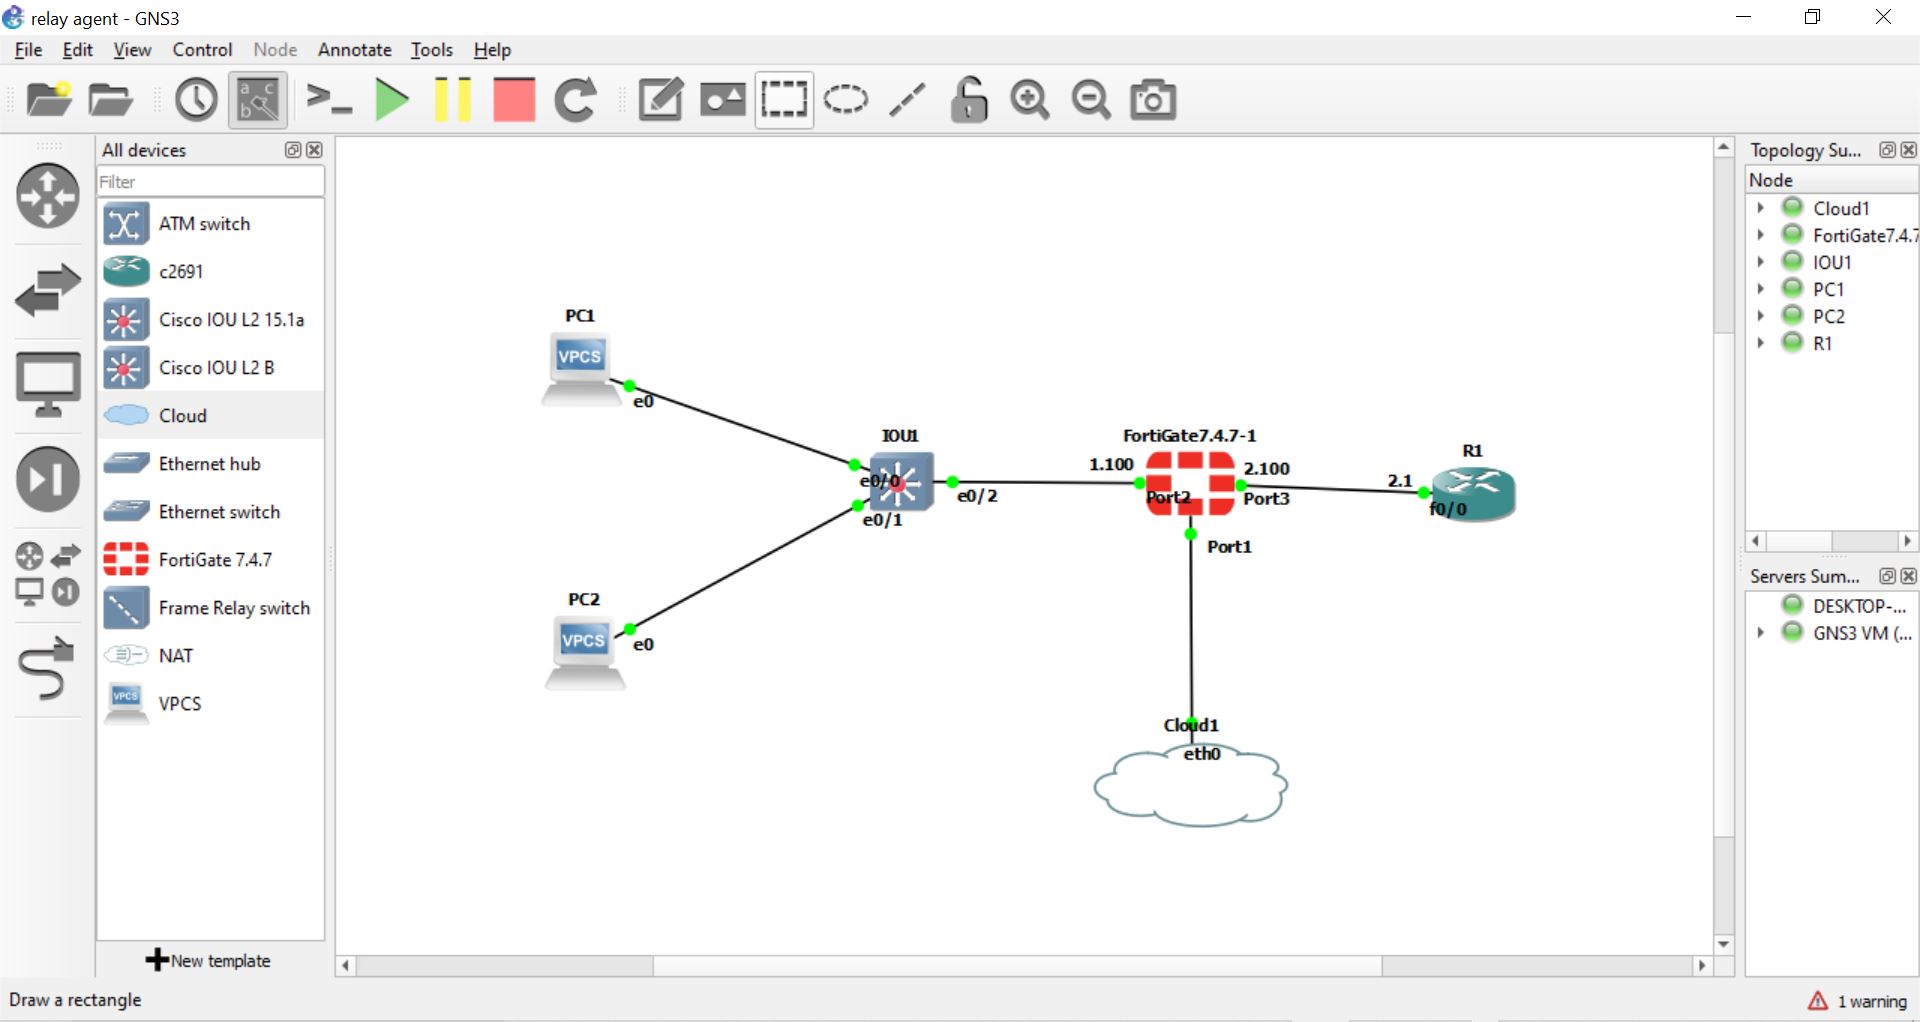 relay agent - GNS3
File Edit View Control Node Annotate Tools Help
All devices
Filter
ATM switch
c2691
Cisco IOU L2 15.1a
Cisco IOU L2 B
Cloud
Ethernet hub
Ethernet switch
FortiGate 7.4.7
Frame Relay switch
NAT
VPCS
New template
PC1
VPCS
e0
IOU1
e0/0
e0/1
e0/2
PC2
VPCS
e0
FortiGate7.4.7-1
1.100
Port2
2.100
Port3
Port1
R1
2.1
f0/0
Cloud1
eth0
Topology Su...
Node
Cloud1
FortiGate7.4.7
IOU1
PC1
PC2
R1
Servers Sum...
DESKTOP-...
GNS3 VM (...
Draw a rectangle
1 warning